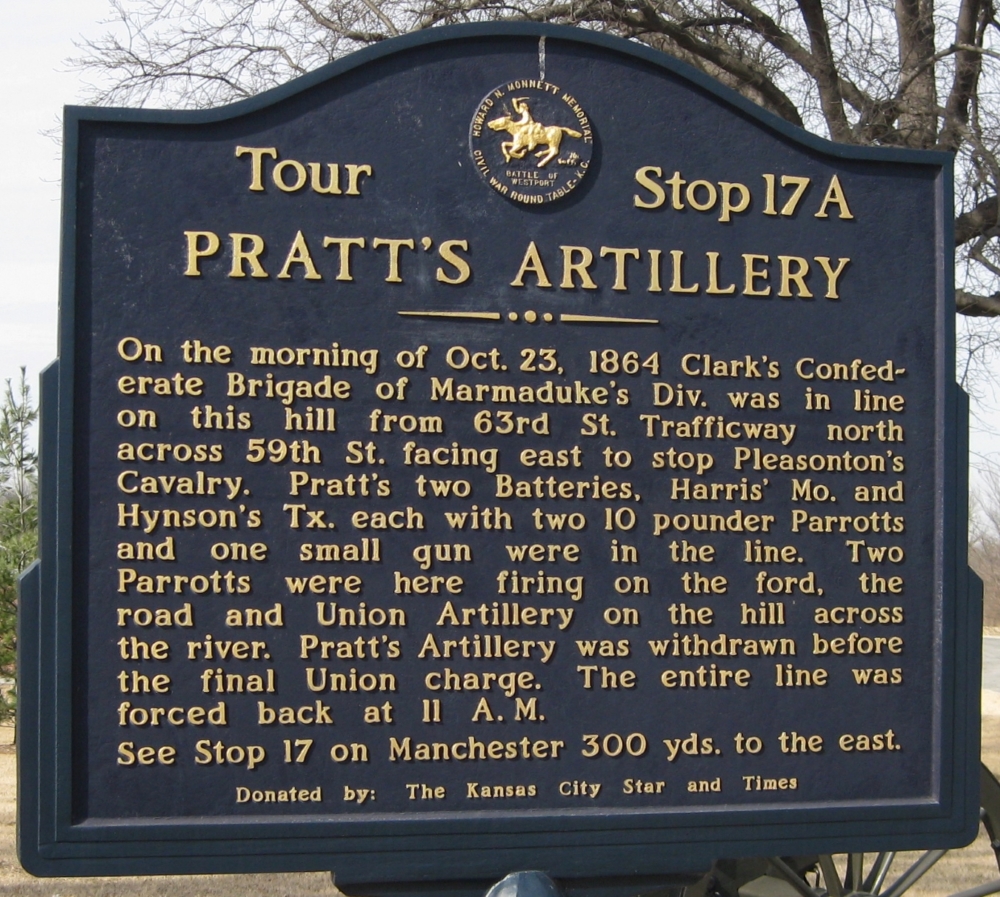 HOWARD N. MONNETT MEMORIAL
CIVIL WAR ROUND TABLE - K.C.
BATTLE OF
WESTPORT
Tour Stop 17A
PRATT'S ARTILLERY
On the morning of Oct. 23, 1864 Clark's Confed-
erate Brigade of Marmaduke's Div. was in line
on this hill from 63rd St. Trafficway north
across 59th St. facing east to stop Pleasonton's
Cavalry. Pratt's two Batteries, Harris' Mo. and
Hynson's Tx. each with two 10 pounder Parrotts
and one small gun were in the line. Two
Parrotts were here firing on the ford, the
road and Union Artillery on the hill across
the river. Pratt's Artillery was withdrawn before
the final Union charge. The entire line was
forced back at 11 A.M.
See Stop 17 on Manchester 300 yds. to the east.
Donated by: The Kansas City Star and Times